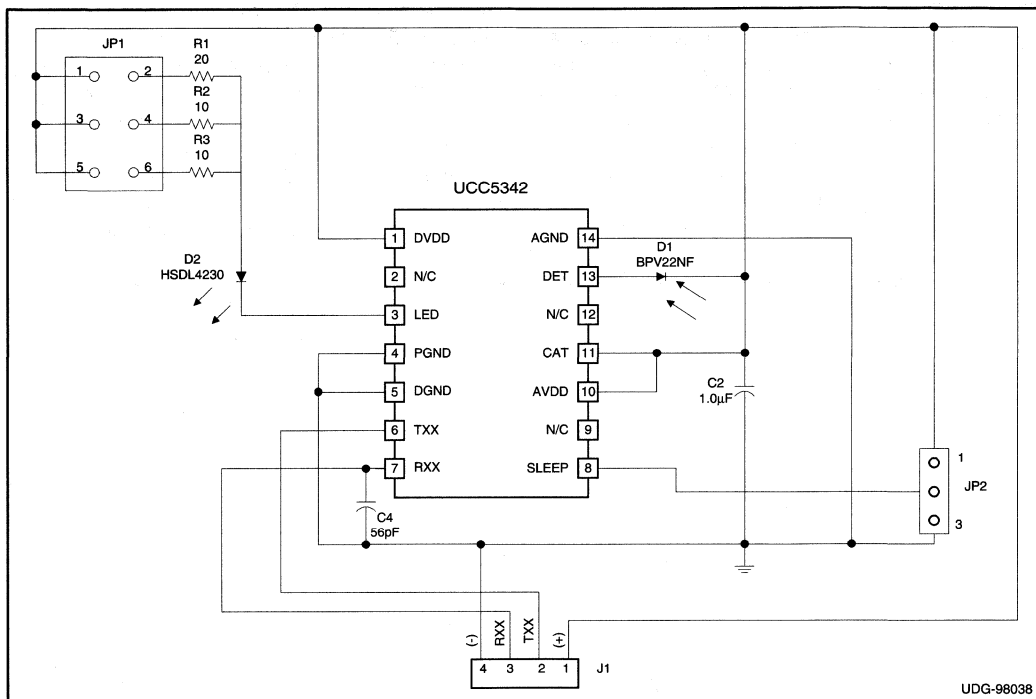 JP1
R1
20
1
2
R2
10
3
4
R3
10
5
6
UCC5342
1 DVDD
AGND 14
D2
HSDL4230
2 N/C
DET 13
D1
BPV22NF
3 LED
N/C 12
4 PGND
CAT 11
5 DGND
AVDD 10
C2
1.0µF
6 TXX
N/C 9
7 RXX
SLEEP 8
1
JP2
3
C4
56pF
(-)
RXX
TXX
(+)
4 3 2 1
J1
UDG-98038